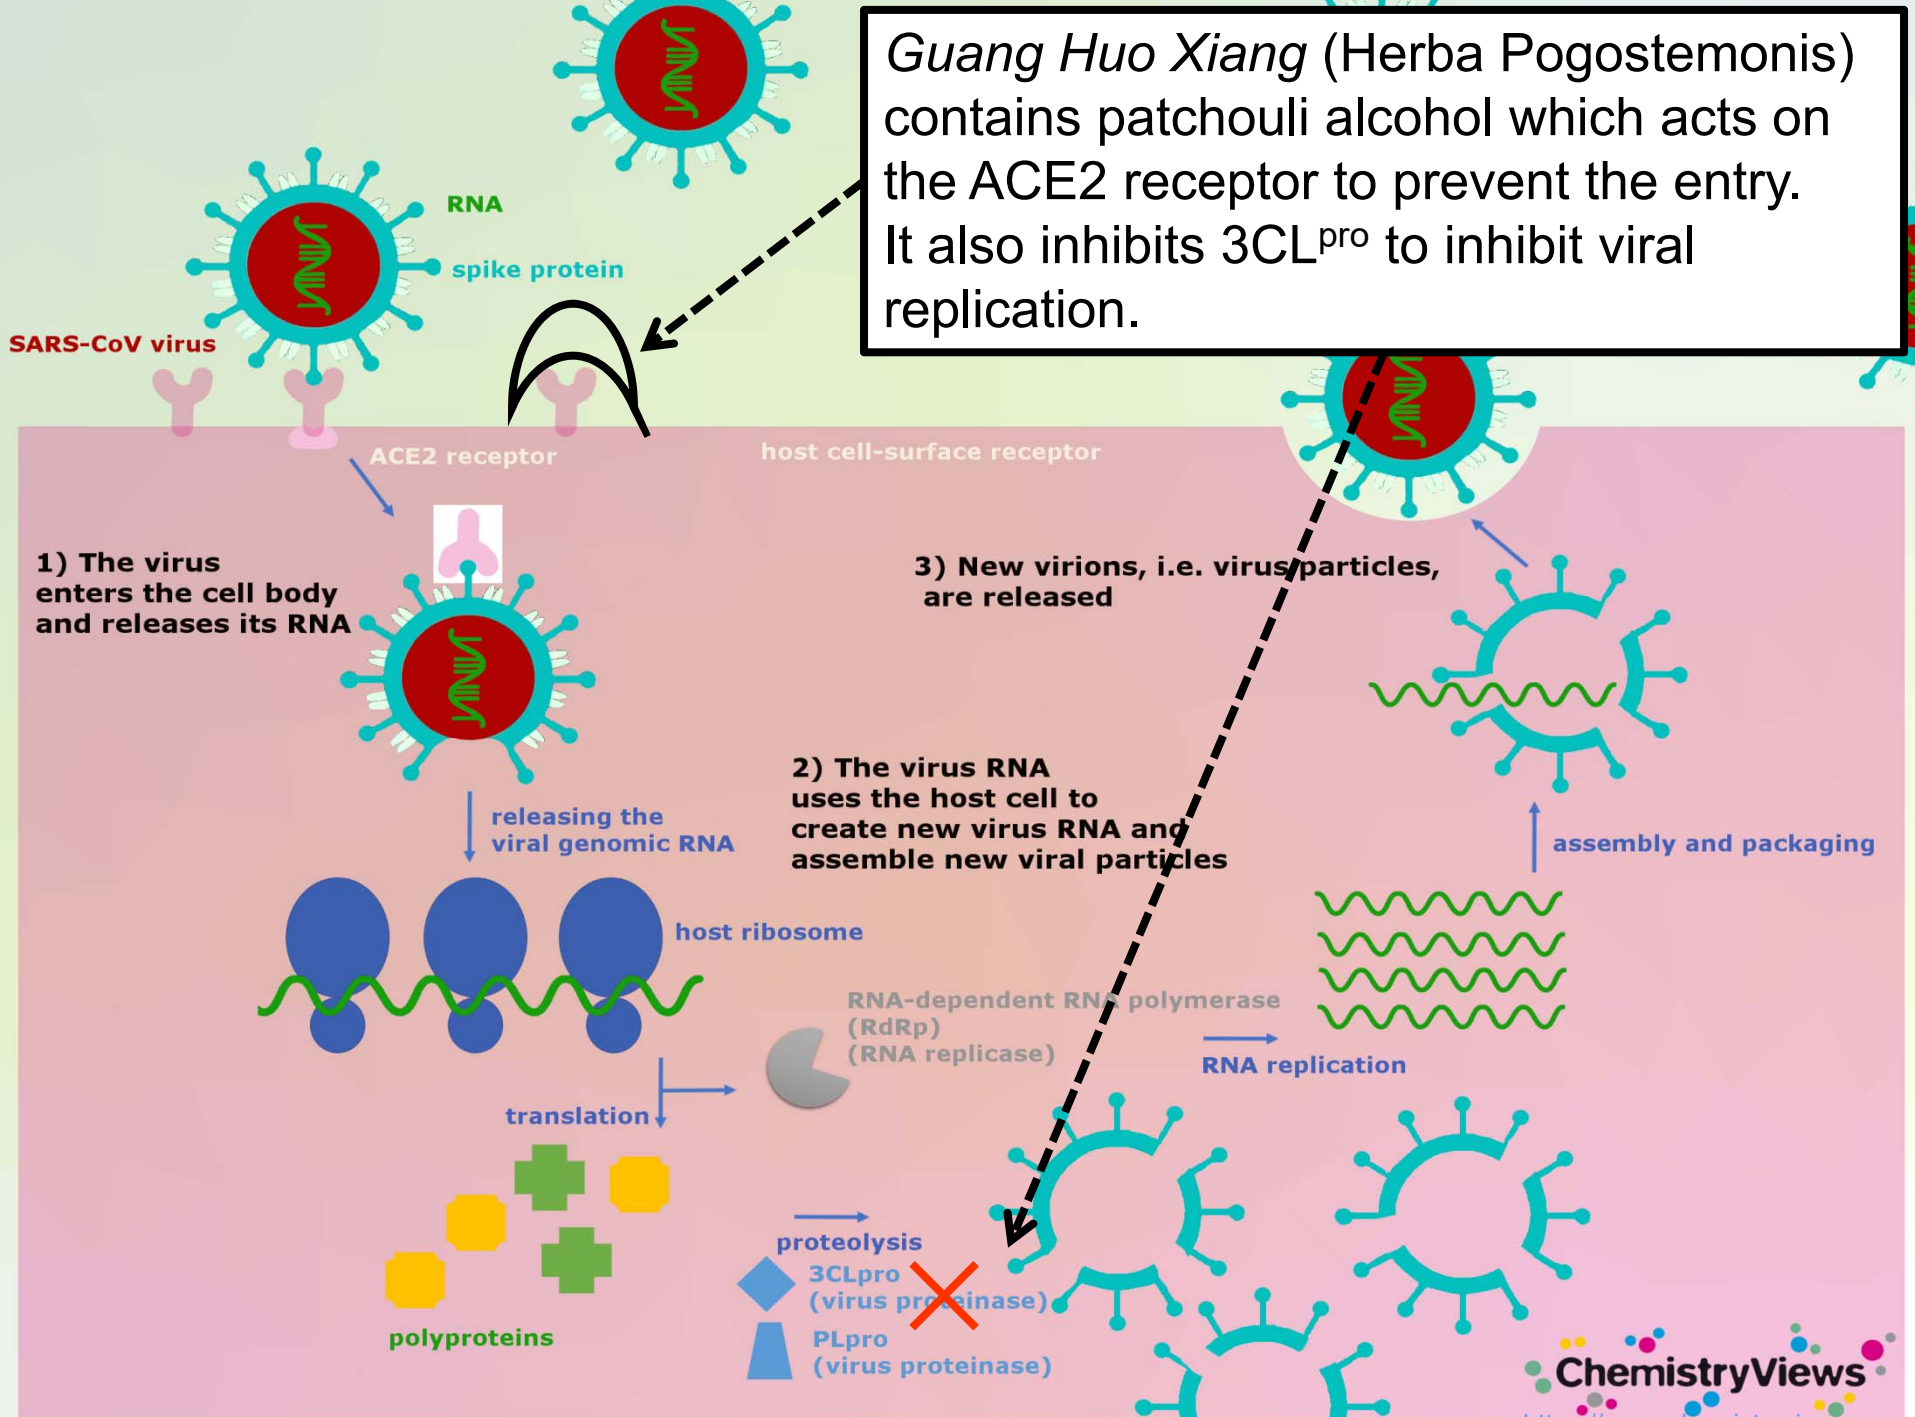 Guang Huo Xiang (Herba Pogostemonis)
contains patchouli alcohol which acts on
the ACE2 receptor to prevent the entry.
It also inhibits 3CLpro to inhibit viral
replication.
RNA
spike protein
SARS-CoV virus
ACE2 receptor
host cell-surface receptor
1) The virus
enters the cell body
and releases its RNA
3) New virions, i.e. virus particles,
are released
2) The virus RNA
uses the host cell to
create new virus RNA and
assemble new viral particles
releasing the
viral genomic RNA
assembly and packaging
host ribosome
RNA-dependent RNA polymerase
(RdRp)
(RNA replicase)
RNA replication
translation
proteolysis
3CLpro
(virus proteinase)
polyproteins
PLpro
(virus proteinase)
ChemistryViews